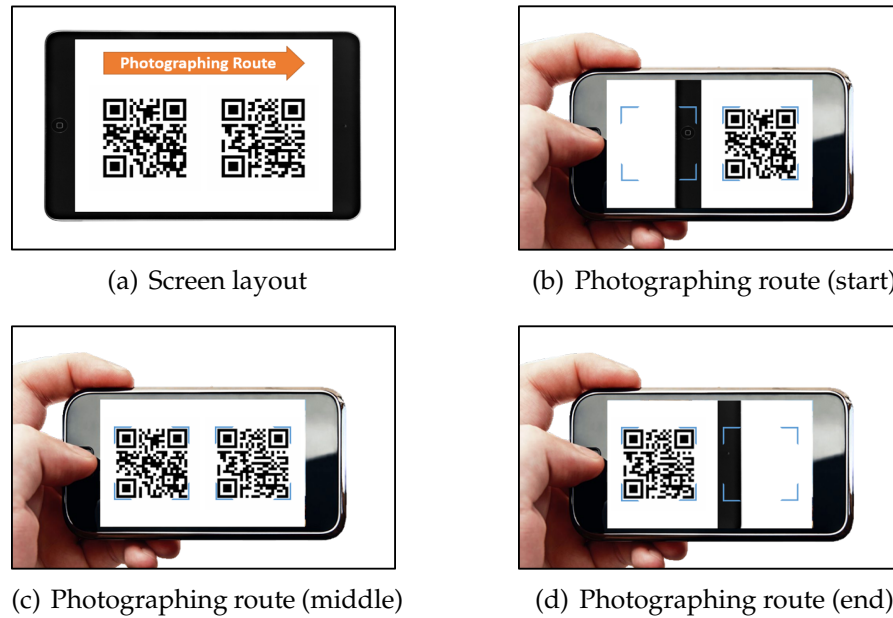 Photographing Route
(a) Screen layout
(b) Photographing route (start)
(c) Photographing route (middle)
(d) Photographing route (end)